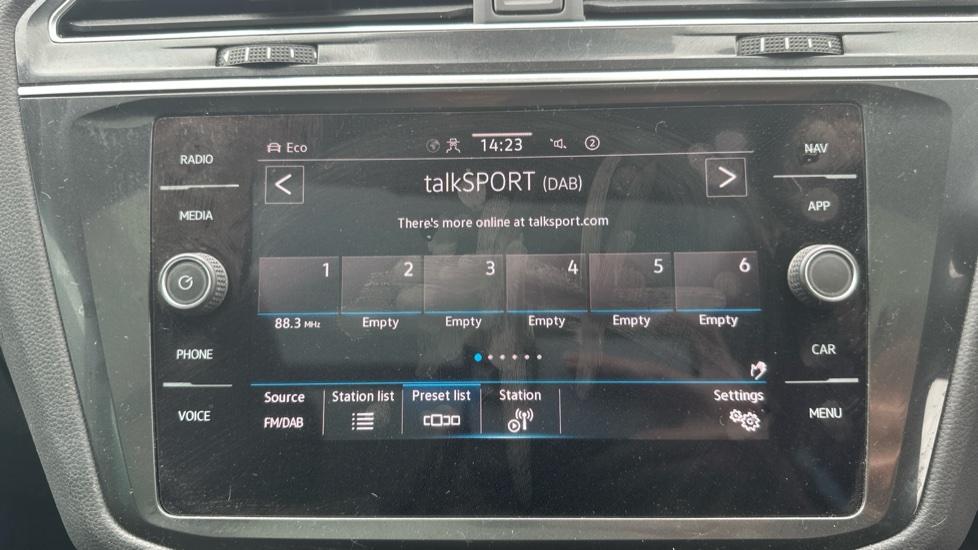 RADIO
MEDIA
PHONE
VOICE
Eco 14:23 2
talkSPORT (DAB)
There's more online at talksport.com
1 2 3 4 5 6
88.3 MHz Empty Empty Empty Empty Empty
Source Station list Preset list Station Settings
FM/DAB
NAV
APP
CAR
MENU